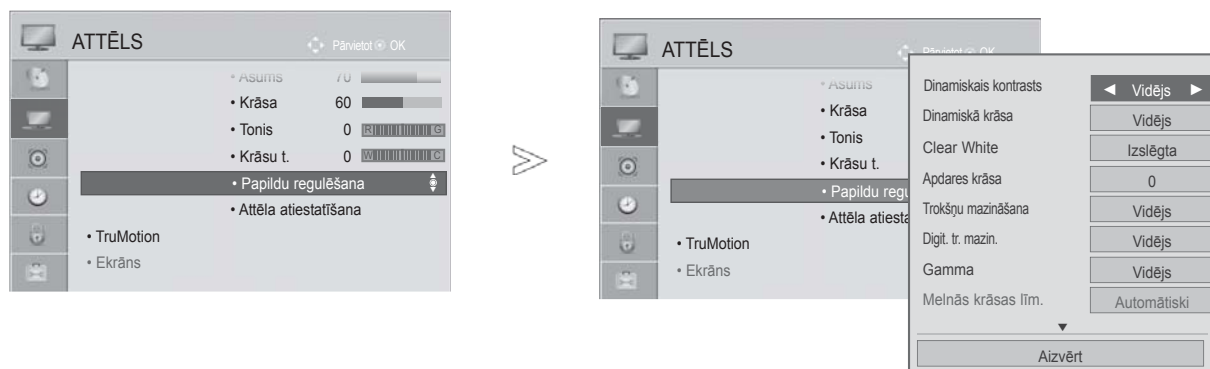 ATTĒLS
Pārvietot OK
• Asums 70
• Krāsa 60
• Tonis 0 R G
• Krāsu t. 0 W C
• Papildu regulēšana
• Attēla atiestatīšana
• TruMotion
• Ekrāns
ATTĒLS
Pārvietot OK
• Asums
• Krāsa
• Tonis
• Krāsu t.
• Papildu regu
• Attēla atiesta
• TruMotion
• Ekrāns
Dinamiskais kontrasts ◄ Vidējs ►
Dinamiskā krāsa Vidējs
Clear White Izslēgta
Apdares krāsa 0
Trokšņu mazināšana Vidējs
Digit. tr. mazin. Vidējs
Gamma Vidējs
Melnās krāsas līm. Automātiski
▼
Aizvērt